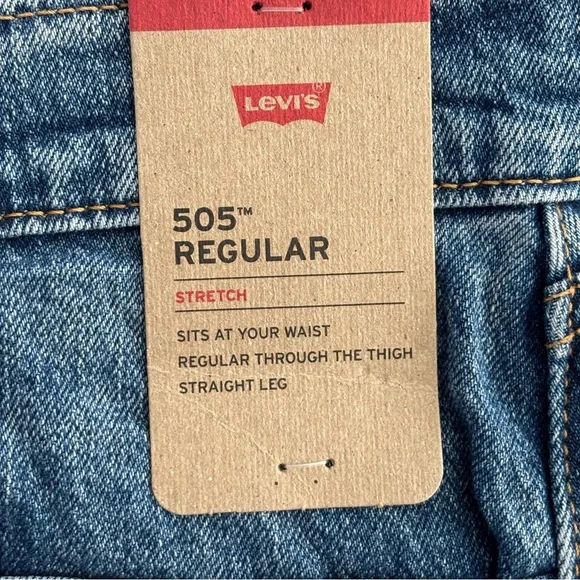 LEVI'S®
505™
REGULAR
STRETCH
SITS AT YOUR WAIST
REGULAR THROUGH THE THIGH
STRAIGHT LEG